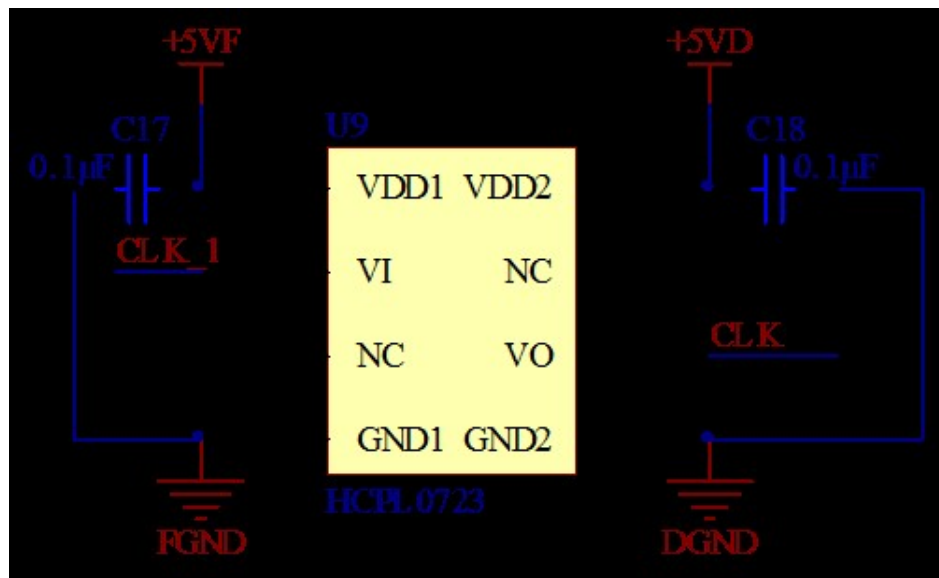 +5VF
+5VD
C17
U9
C18
0.1µF
0.1µF
VDD1 VDD2
CLK_1
VI NC
CLK
NC VO
GND1 GND2
HCPL0723
FGND
DGND